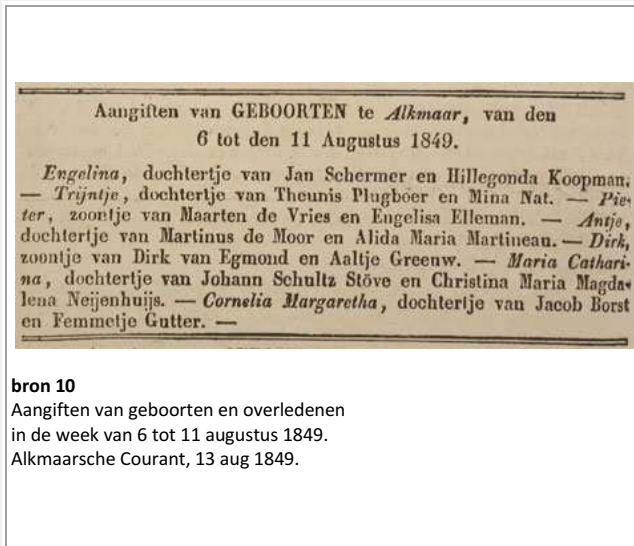 Aangiften van GEBOORTEN te Alkmaar, van den
6 tot den 11 Augustus 1849.
Engelina, dochtertje van Jan Schermer en Hillegonda Koopman.
— Trijntje, dochtertje van Theunis Plugboer en Mina Nat. — Pie-
ter, zoontje van Maarten de Vries en Engelisa Elleman. — Antje,
dochtertje van Martinus de Moor en Alida Maria Martineau. — Dirk,
zoontje van Dirk van Egmond en Aaltje Greenw. — Maria Cathari-
na, dochtertje van Johann Schultz Stöve en Christina Maria Magda-
lena Neijenhuijs. — Cornelia Margaretha, dochtertje van Jacob Borst
en Femmetje Gutter. —
bron 10
Aangiften van geboorten en overledenen
in de week van 6 tot 11 augustus 1849.
Alkmaarsche Courant, 13 aug 1849.